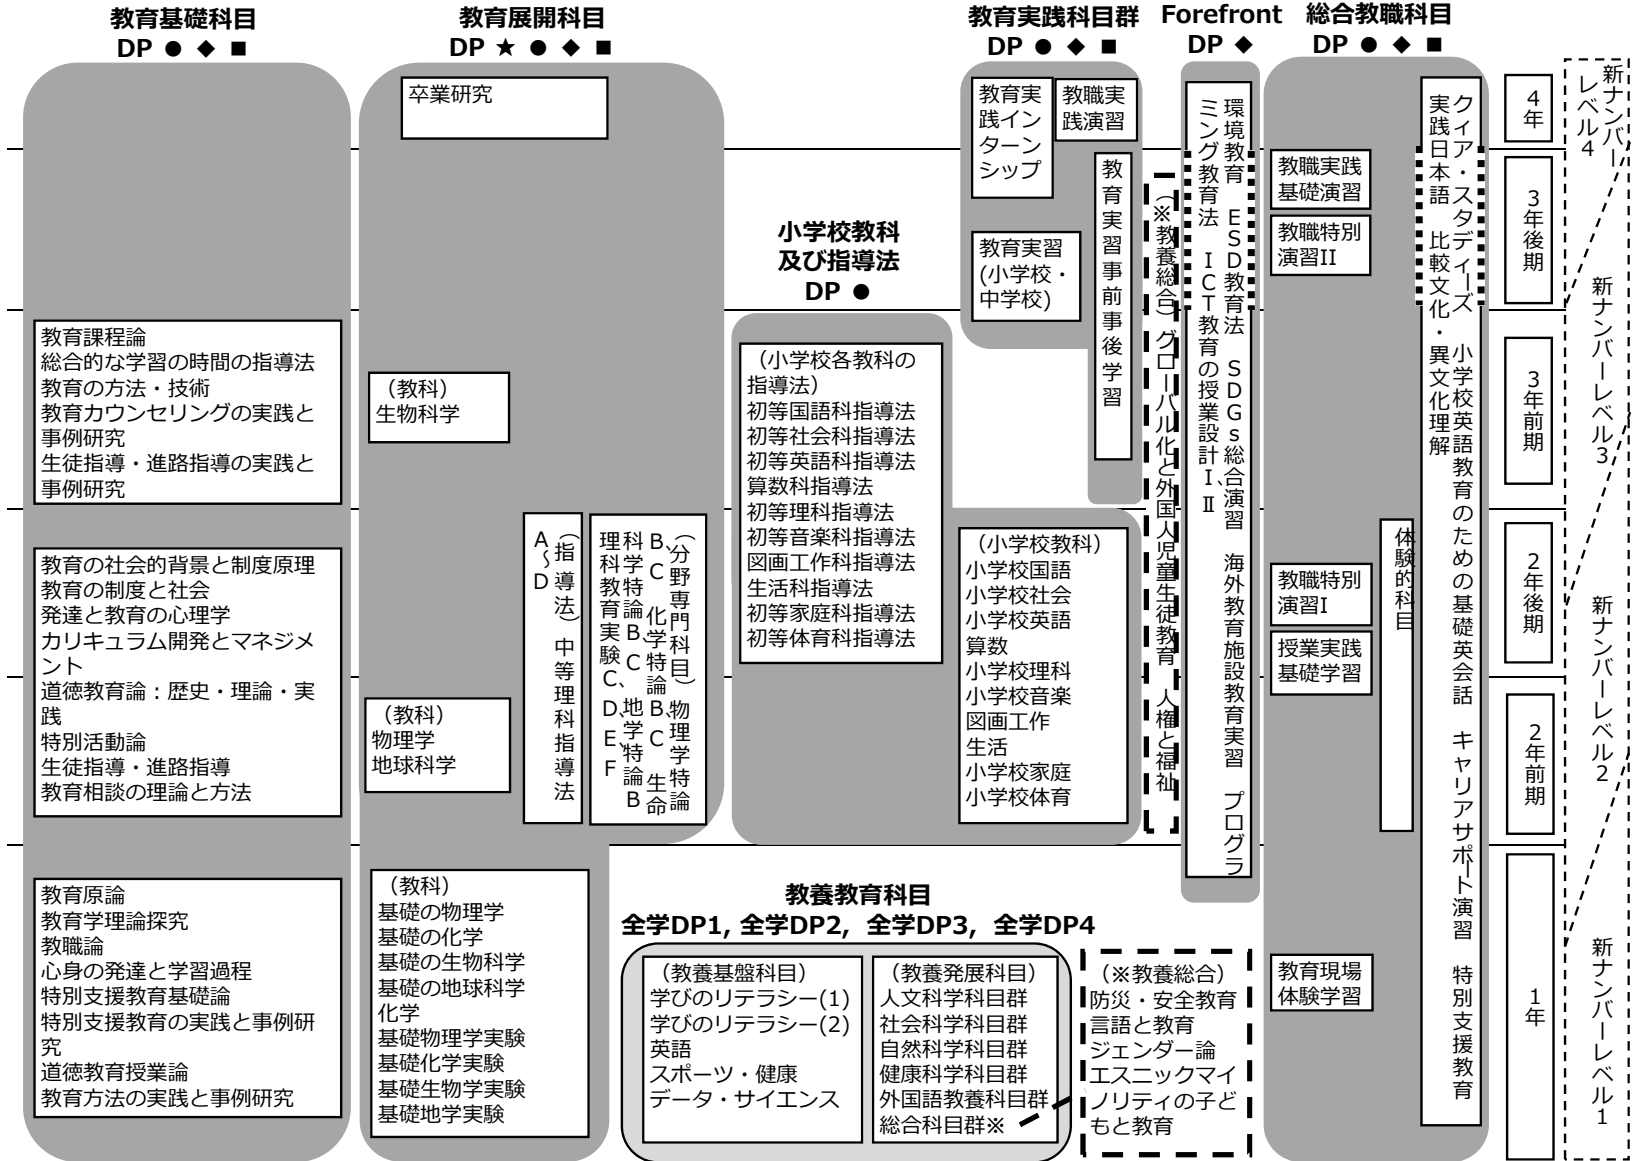 教育基礎科目
DP ● ◆ ■
教育展開科目
DP ★ ● ◆ ■
教育実践科目群
DP ● ◆ ■
Forefront
DP ◆
総合教職科目
DP ● ◆ ■
教育課程論
総合的な学習の時間の指導法
教育の方法・技術
教育カウンセリングの実践と
事例研究
生徒指導・進路指導の実践と
事例研究
教育の社会的背景と制度原理
教育の制度と社会
発達と教育の心理学
カリキュラム開発とマネジメ
ント
道徳教育論：歴史・理論・実
践
特別活動論
生徒指導・進路指導
教育相談の理論と方法
教育原論
教育学理論探究
教職論
心身の発達と学習過程
特別支援教育基礎論
特別支援教育の実践と事例研
究
道徳教育授業論
教育方法の実践と事例研究
卒業研究
（教科）
生物科学
（指導法）中等理科指導法
A～D
（分野専門科目）物理学特論
B、C 化学特論B、C 生命
科学特論B、C、地学特論B
理科教育実験C、D、E、F
（教科）
物理学
地球科学
（教科）
基礎の物理学
基礎の化学
基礎の生物科学
基礎の地球科学
化学
基礎物理学実験
基礎化学実験
基礎生物学実験
基礎地学実験
小学校教科
及び指導法
DP ●
（小学校各教科の
指導法）
初等国語科指導法
初等社会科指導法
初等英語科指導法
算数科指導法
初等理科指導法
初等音楽科指導法
図画工作科指導法
生活科指導法
初等家庭科指導法
初等体育科指導法
（小学校教科）
小学校国語
小学校社会
小学校英語
算数
小学校理科
小学校音楽
図画工作
生活
小学校家庭
小学校体育
教育実
践イン
ターン
シップ
教職実
践演習
教育実習
(小学校・
中学校)
教育実習事前事後学習
（※教養総合）グローバル化と外国人児童生徒教育 人権と福祉
環境教育 ESD教育法 SDGs総合演習 海外教育施設教育実習 プログラ
ミング教育法 ICT教育の授業設計Ⅰ、Ⅱ
教職実践
基礎演習
教職特別
演習II
教職特別
演習I
授業実践
基礎学習
教育現場
体験学習
体験的科目
クィア・スタディーズ 小学校英語教育のための基礎英会話 キャリアサポート演習 特別支援教育
実践日本語 比較文化・異文化理解
教養教育科目
全学DP1, 全学DP2, 全学DP3, 全学DP4
（教養基盤科目）
学びのリテラシー(1)
学びのリテラシー(2)
英語
スポーツ・健康
データ・サイエンス
（教養発展科目）
人文科学科目群
社会科学科目群
自然科学科目群
健康科学科目群
外国語教養科目群
総合科目群※
（※教養総合）
防災・安全教育
言語と教育
ジェンダー論
エスニックマイ
ノリティの子ど
もと教育
4年
3年後期
3年前期
2年後期
2年前期
1年
新ナンバー
レベル4
新ナンバーレベル3
新ナンバーレベル2
新ナンバーレベル1